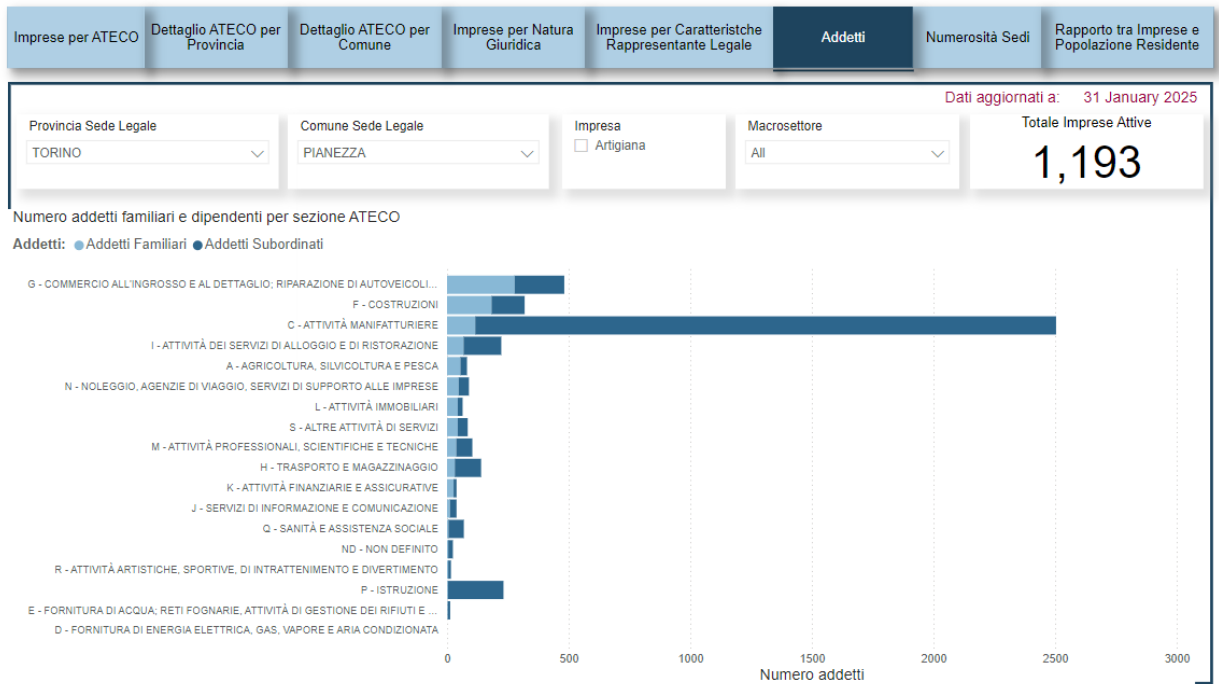 Imprese per ATECO
Dettaglio ATECO per
Provincia
Dettaglio ATECO per
Comune
Imprese per Natura
Giuridica
Imprese per Caratteristche
Rappresentante Legale
Addetti
Numerosità Sedi
Rapporto tra Imprese e
Popolazione Residente
Dati aggiornati a: 31 January 2025
Provincia Sede Legale
TORINO
Comune Sede Legale
PIANEZZA
Impresa
Artigiana
Macrosettore
All
Totale Imprese Attive
1,193
Numero addetti familiari e dipendenti per sezione ATECO
Addetti: Addetti Familiari Addetti Subordinati
G - COMMERCIO ALL'INGROSSO E AL DETTAGLIO; RIPARAZIONE DI AUTOVEICOLI...
F - COSTRUZIONI
C - ATTIVITÀ MANIFATTURIERE
I - ATTIVITÀ DEI SERVIZI DI ALLOGGIO E DI RISTORAZIONE
A - AGRICOLTURA, SILVICOLTURA E PESCA
N - NOLEGGIO, AGENZIE DI VIAGGIO, SERVIZI DI SUPPORTO ALLE IMPRESE
L - ATTIVITÀ IMMOBILIARI
S - ALTRE ATTIVITÀ DI SERVIZI
M - ATTIVITÀ PROFESSIONALI, SCIENTIFICHE E TECNICHE
H - TRASPORTO E MAGAZZINAGGIO
K - ATTIVITÀ FINANZIARIE E ASSICURATIVE
J - SERVIZI DI INFORMAZIONE E COMUNICAZIONE
Q - SANITÀ E ASSISTENZA SOCIALE
ND - NON DEFINITO
R - ATTIVITÀ ARTISTICHE, SPORTIVE, DI INTRATTENIMENTO E DIVERTIMENTO
P - ISTRUZIONE
E - FORNITURA DI ACQUA; RETI FOGNARIE, ATTIVITÀ DI GESTIONE DEI RIFIUTI E ...
D - FORNITURA DI ENERGIA ELETTRICA, GAS, VAPORE E ARIA CONDIZIONATA
0 500 1000 1500 2000 2500 3000
Numero addetti